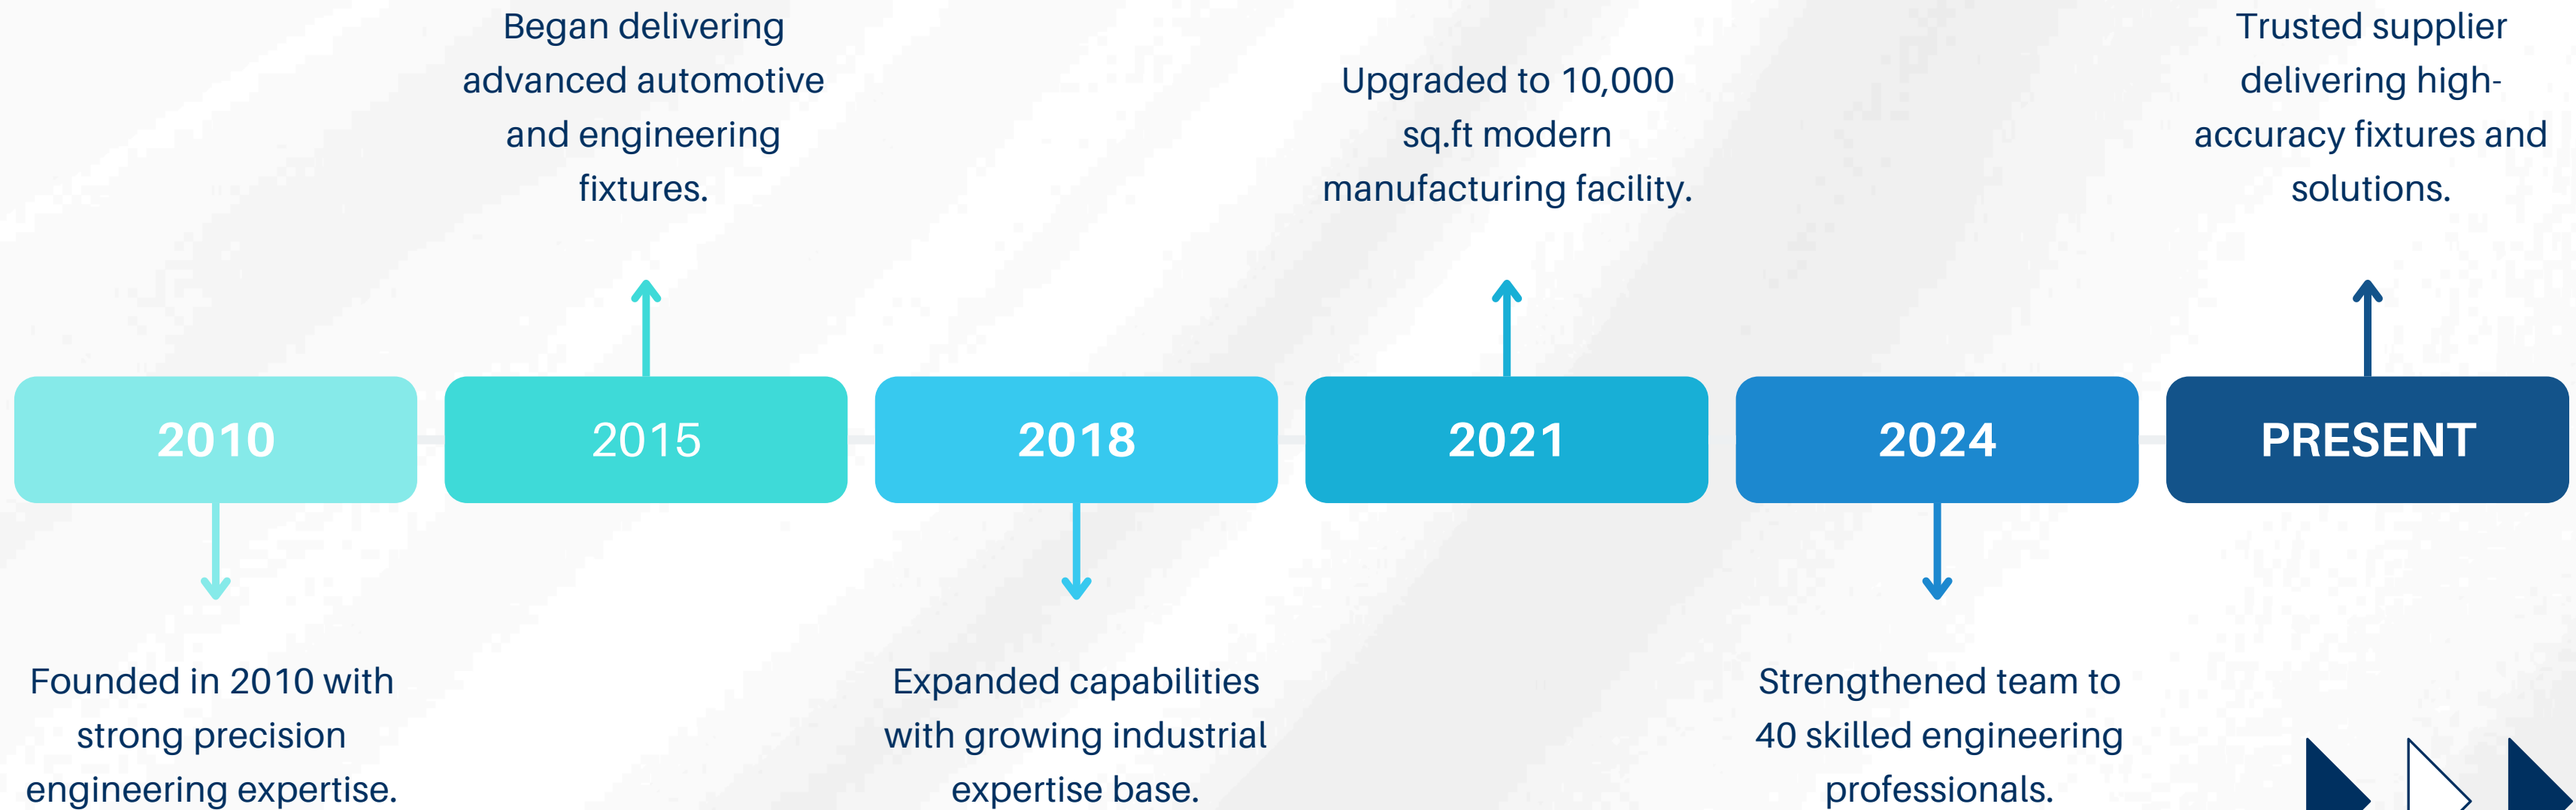 Began delivering
advanced automotive
and engineering
fixtures.
Upgraded to 10,000
sq.ft modern
manufacturing facility.
Trusted supplier
delivering high-
accuracy fixtures and
solutions.
2010
2015
2018
2021
2024
PRESENT
Founded in 2010 with
strong precision
engineering expertise.
Expanded capabilities
with growing industrial
expertise base.
Strengthened team to
40 skilled engineering
professionals.